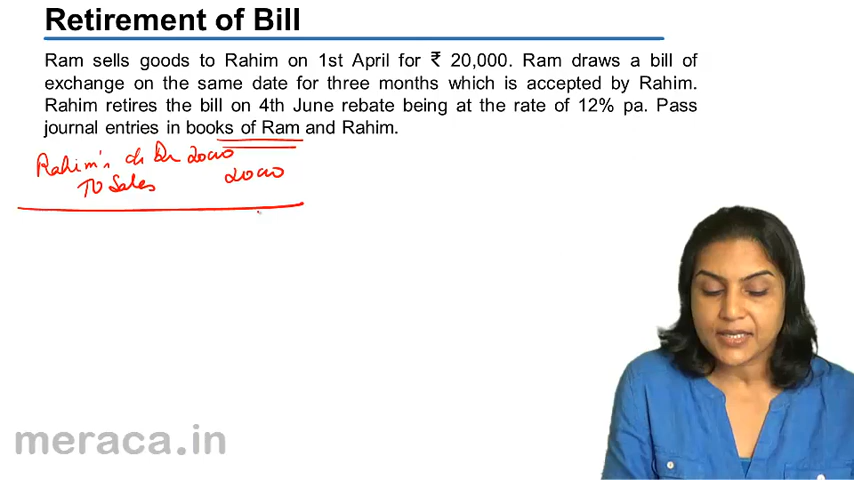 Retirement of Bill
Ram sells goods to Rahim on 1st April for ₹ 20,000. Ram draws a bill of
exchange on the same date for three months which is accepted by Rahim.
Rahim retires the bill on 4th June rebate being at the rate of 12% pa. Pass
journal entries in books of Ram and Rahim.
Rahim's Dr 20000
To Sales 20000
meraca.in